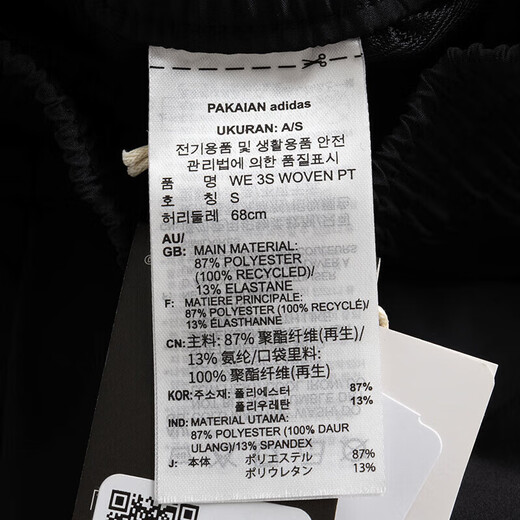 PAKAIAN adidas
UKURAN: A/S
전기용품 및 생활용품 안전
관리법에 의한 품질표시
품 명 WE 3S WOVEN PT
호 칭 S
허리둘레 68cm
AU/
GB: MAIN MATERIAL:
87% POLYESTER
(100% RECYCLED)/
13% ELASTANE
F: MATIERE PRINCIPALE:
87% POLYESTER (100% RECYCLÉ)/
13% ÉLASTHANNE
CN: 主料: 87% 聚酯纤维(再生)/
13% 氨纶/口袋里料:
100% 聚酯纤维(再生)
KOR: 주소재: 폴리에스터 87%
폴리우레탄 13%
IND: MATERIAL UTAMA:
87% POLYESTER (100% DAUR
ULANG)/13% SPANDEX
J: 本体 ポリエステル 87%
ポリウレタン 13%